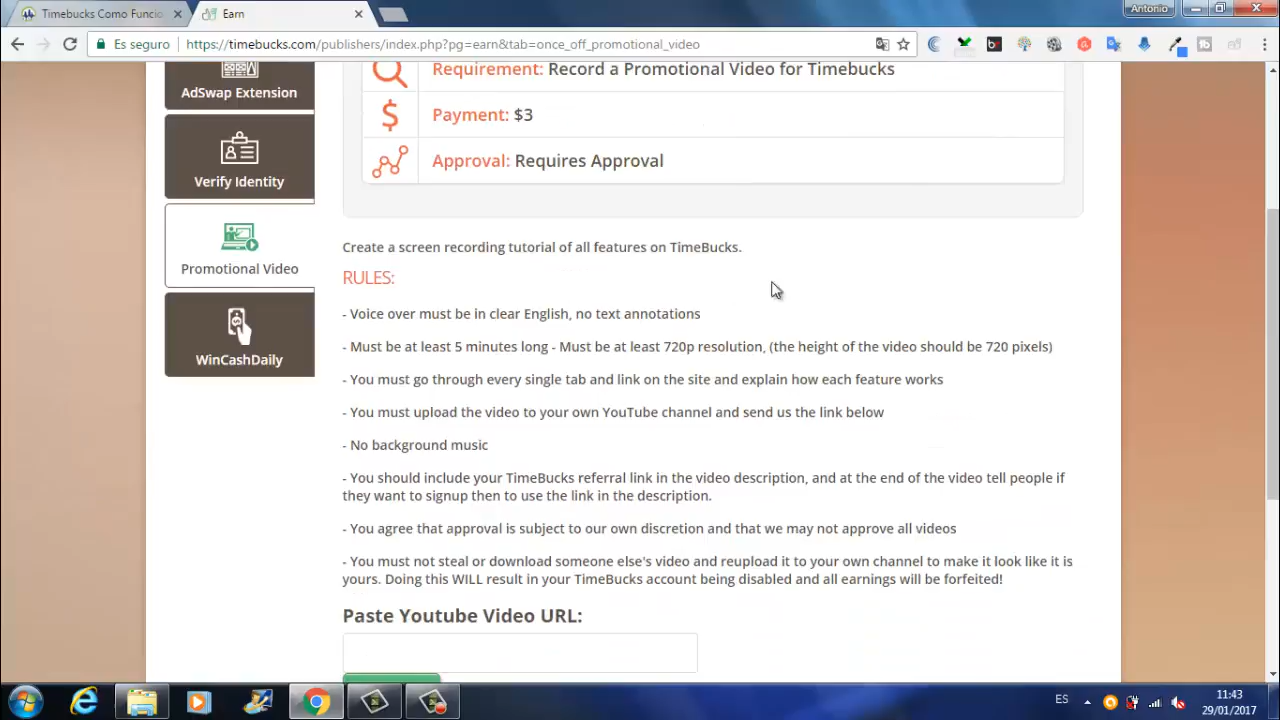 Timebucks Como Funcio
Earn
Antonio
Es seguro
https://timebucks.com/publishers/index.php?pg=earn&tab=once_off_promotional_video
AdSwap Extension
Verify Identity
Promotional Video
WinCashDaily
Requirement: Record a Promotional Video for Timebucks
Payment: $3
Approval: Requires Approval
Create a screen recording tutorial of all features on TimeBucks.
RULES:
- Voice over must be in clear English, no text annotations
- Must be at least 5 minutes long - Must be at least 720p resolution, (the height of the video should be 720 pixels)
- You must go through every single tab and link on the site and explain how each feature works
- You must upload the video to your own YouTube channel and send us the link below
- No background music
- You should include your TimeBucks referral link in the video description, and at the end of the video tell people if
they want to signup then to use the link in the description.
- You agree that approval is subject to our own discretion and that we may not approve all videos
- You must not steal or download someone else's video and reupload it to your own channel to make it look like it is
yours. Doing this WILL result in your TimeBucks account being disabled and all earnings will be forfeited!
Paste Youtube Video URL:
ES
11:43
29/01/2017